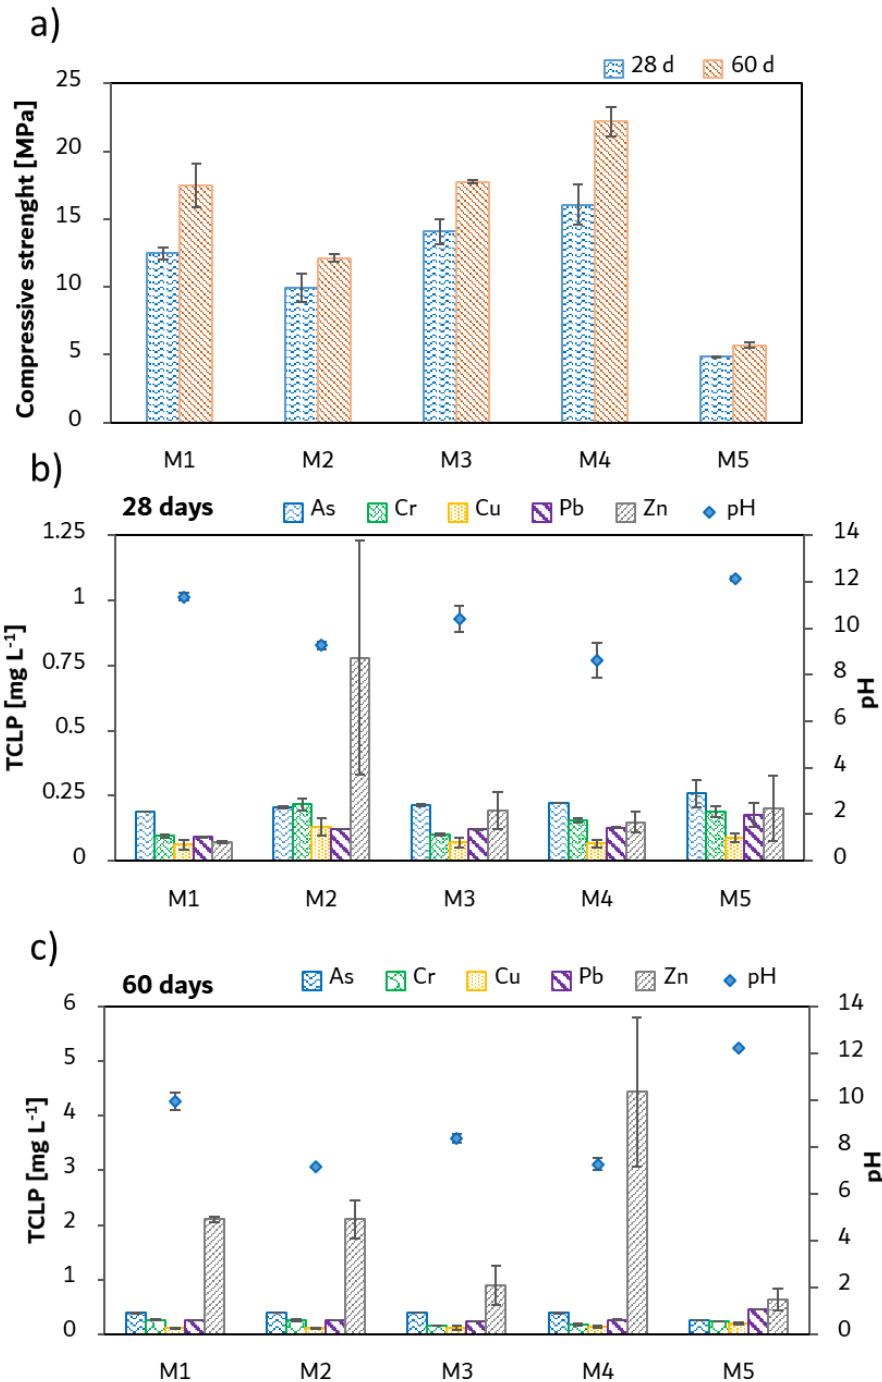 a)
28 d 60 d
Compressive strenght [MPa]
25
20
15
10
5
0
M1 M2 M3 M4 M5
b)
28 days As Cr Cu Pb Zn pH
TCLP [mg L-1]
1.25
1
0.75
0.5
0.25
0
14
12
10
8
6
4
2
0
pH
M1 M2 M3 M4 M5
c)
60 days As Cr Cu Pb Zn pH
TCLP [mg L-1]
6
5
4
3
2
1
0
14
12
10
8
6
4
2
0
pH
M1 M2 M3 M4 M5